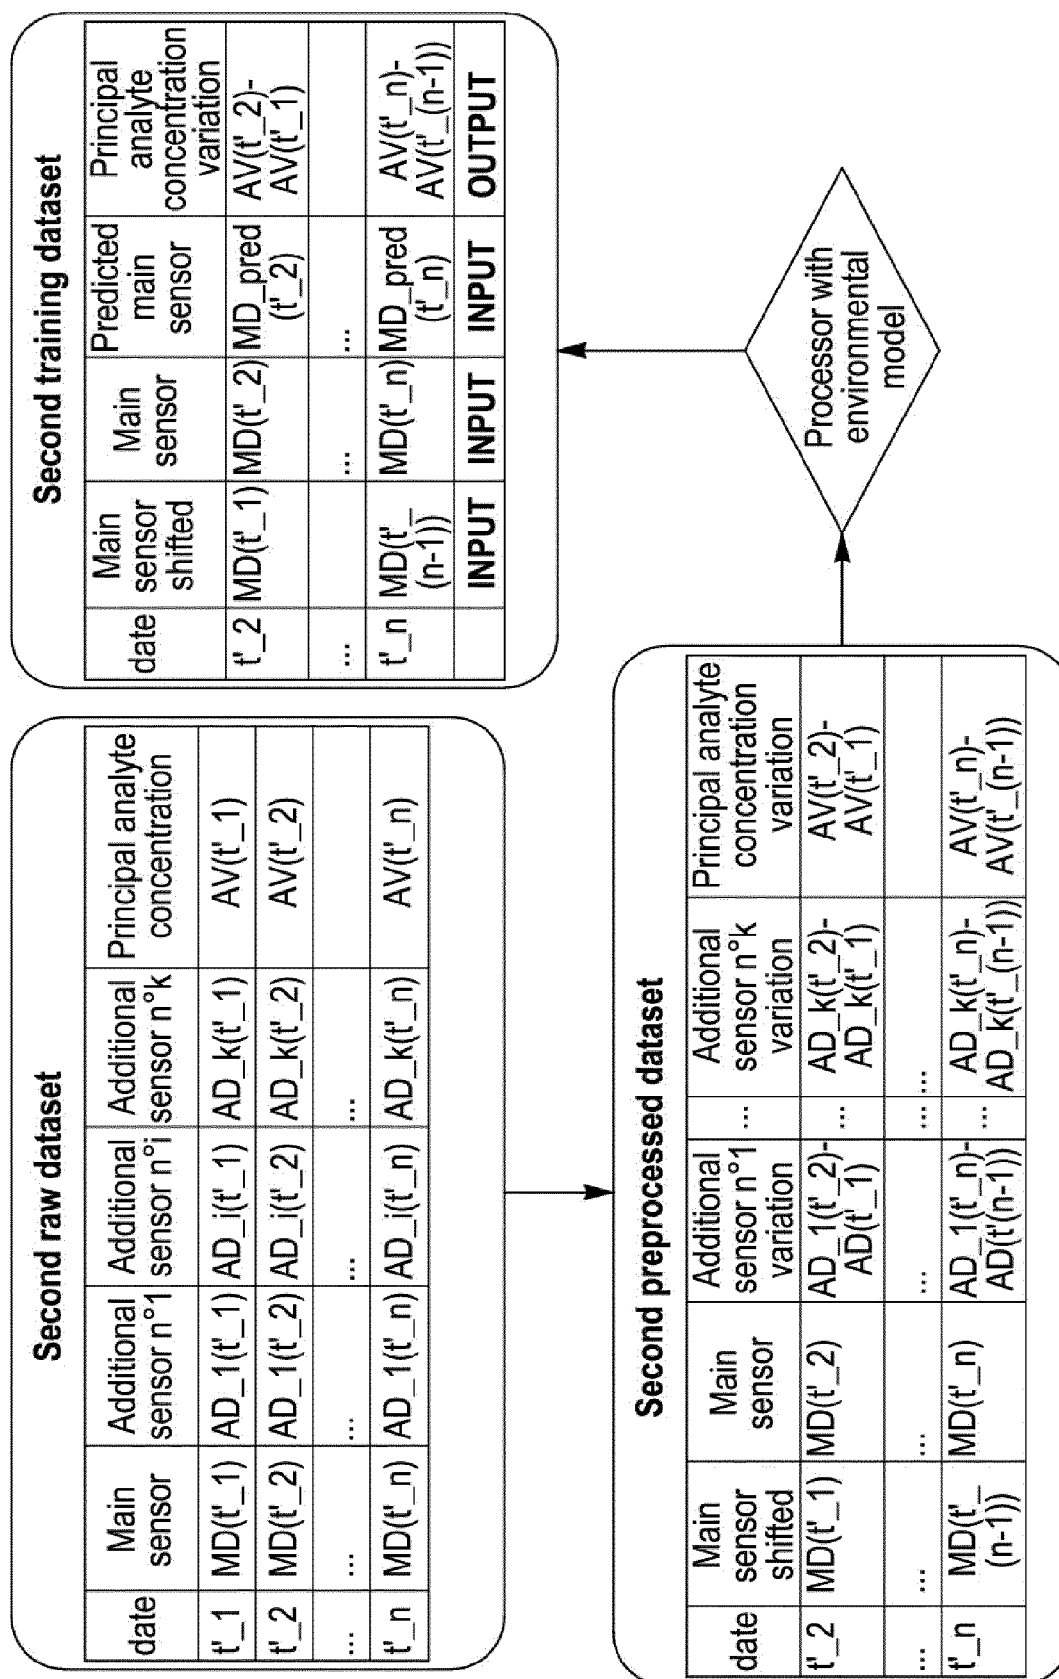 Second raw dataset
date
Main
sensor
Additional
sensor n°1
Additional
sensor n°i
Additional
sensor n°k
Principal analyte
concentration
t'_1
MD(t'_1)
AD_1(t'_1)
AD_i(t'_1)
AD_k(t'_1)
AV(t'_1)
t'_2
MD(t'_2)
AD_1(t'_2)
AD_i(t'_2)
AD_k(t'_2)
AV(t'_2)
...
...
...
...
...
t'_n
MD(t'_n)
AD_1(t'_n)
AD_i(t'_n)
AD_k(t'_n)
AV(t'_n)
Second preprocessed dataset
date
Main
sensor
shifted
Main
sensor
Additional
sensor n°1
variation
...
Additional
sensor n°k
variation
Principal analyte
concentration
variation
t'_2
MD(t'_1)
MD(t'_2)
AD_1(t'_2)-
AD(t'_1)
...
AD_k(t'_2)-
AD_k(t'_1)
AV(t'_2)-
AV(t'_1)
...
...
...
...
...
...
...
t'_n
MD(t'_
(n-1))
MD(t'_n)
AD_1(t'_n)-
AD(t'(n-1))
...
AD_k(t'_n)-
AD_k(t'_(n-1))
AV(t'_n)-
AV(t'_(n-1))
Processor with
environmental
model
Second training dataset
date
Main
sensor
shifted
Main
sensor
Predicted
main
sensor
Principal
analyte
concentration
variation
t'_2
MD(t'_1)
MD(t'_2)
MD_pred
(t'_2)
AV(t'_2)-
AV(t'_1)
...
...
...
...
t'_n
MD(t'_
(n-1))
MD(t'_n)
MD_pred
(t'_n)
AV(t'_n)-
AV(t'_(n-1))
INPUT
INPUT
INPUT
OUTPUT